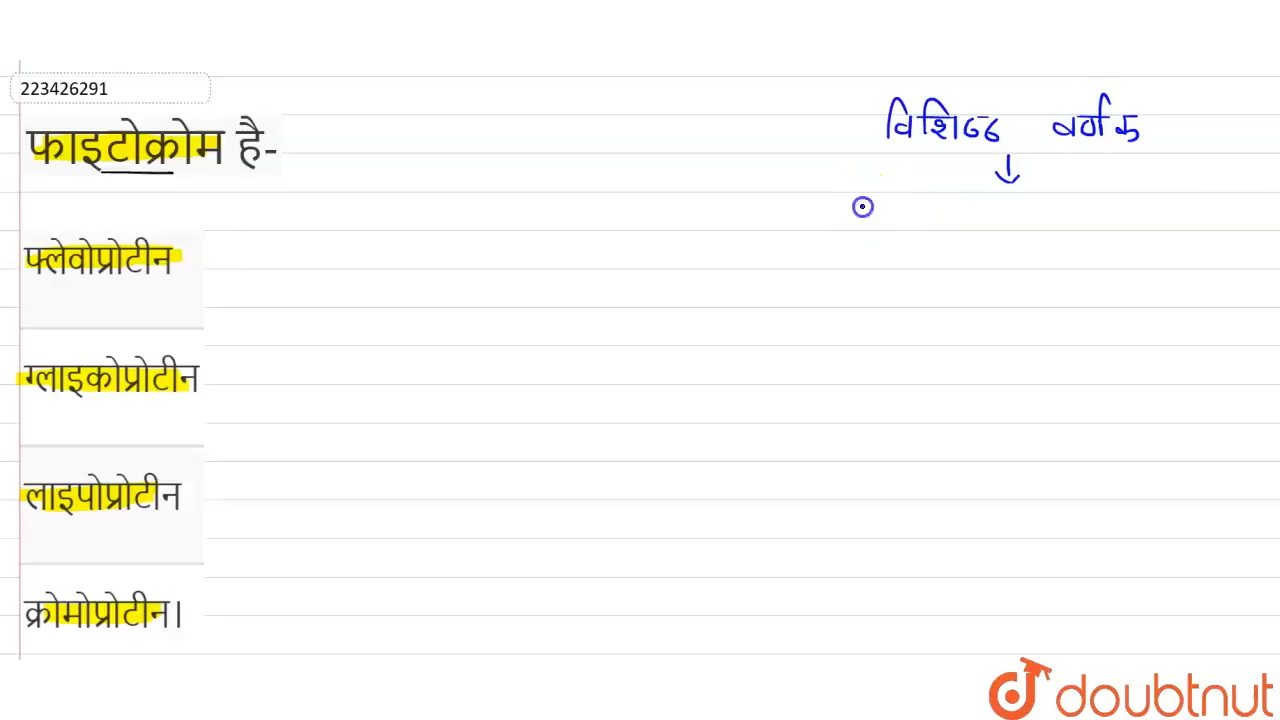 223426291
फाइटोक्रोम है-
विशिष्ट वर्णक
फ्लेवोप्रोटीन
ग्लाइकोप्रोटीन
लाइपोप्रोटीन
क्रोमोप्रोटीन।
doubtnut